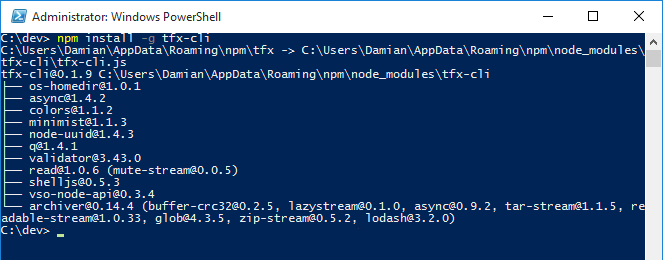 Administrator: Windows PowerShell
C:\dev> npm install -g tfx-cli
C:\Users\Damian\AppData\Roaming\npm\tfx -> C:\Users\Damian\AppData\Roaming\npm\node_modules\
tfx-cli\tfx-cli.js
tfx-cli@0.1.9 C:\Users\Damian\AppData\Roaming\npm\node_modules\tfx-cli
├── os-homedir@1.0.1
├── async@1.4.2
├── colors@1.1.2
├── minimist@1.1.3
├── node-uuid@1.4.3
├── q@1.4.1
├── validator@3.43.0
├── read@1.0.6 (mute-stream@0.0.5)
├── shelljs@0.5.3
├── vso-node-api@0.3.4
└── archiver@0.14.4 (buffer-crc32@0.2.5, lazystream@0.1.0, async@0.9.2, tar-stream@1.1.5, re
adable-stream@1.0.33, glob@4.3.5, zip-stream@0.5.2, lodash@3.2.0)
C:\dev> _